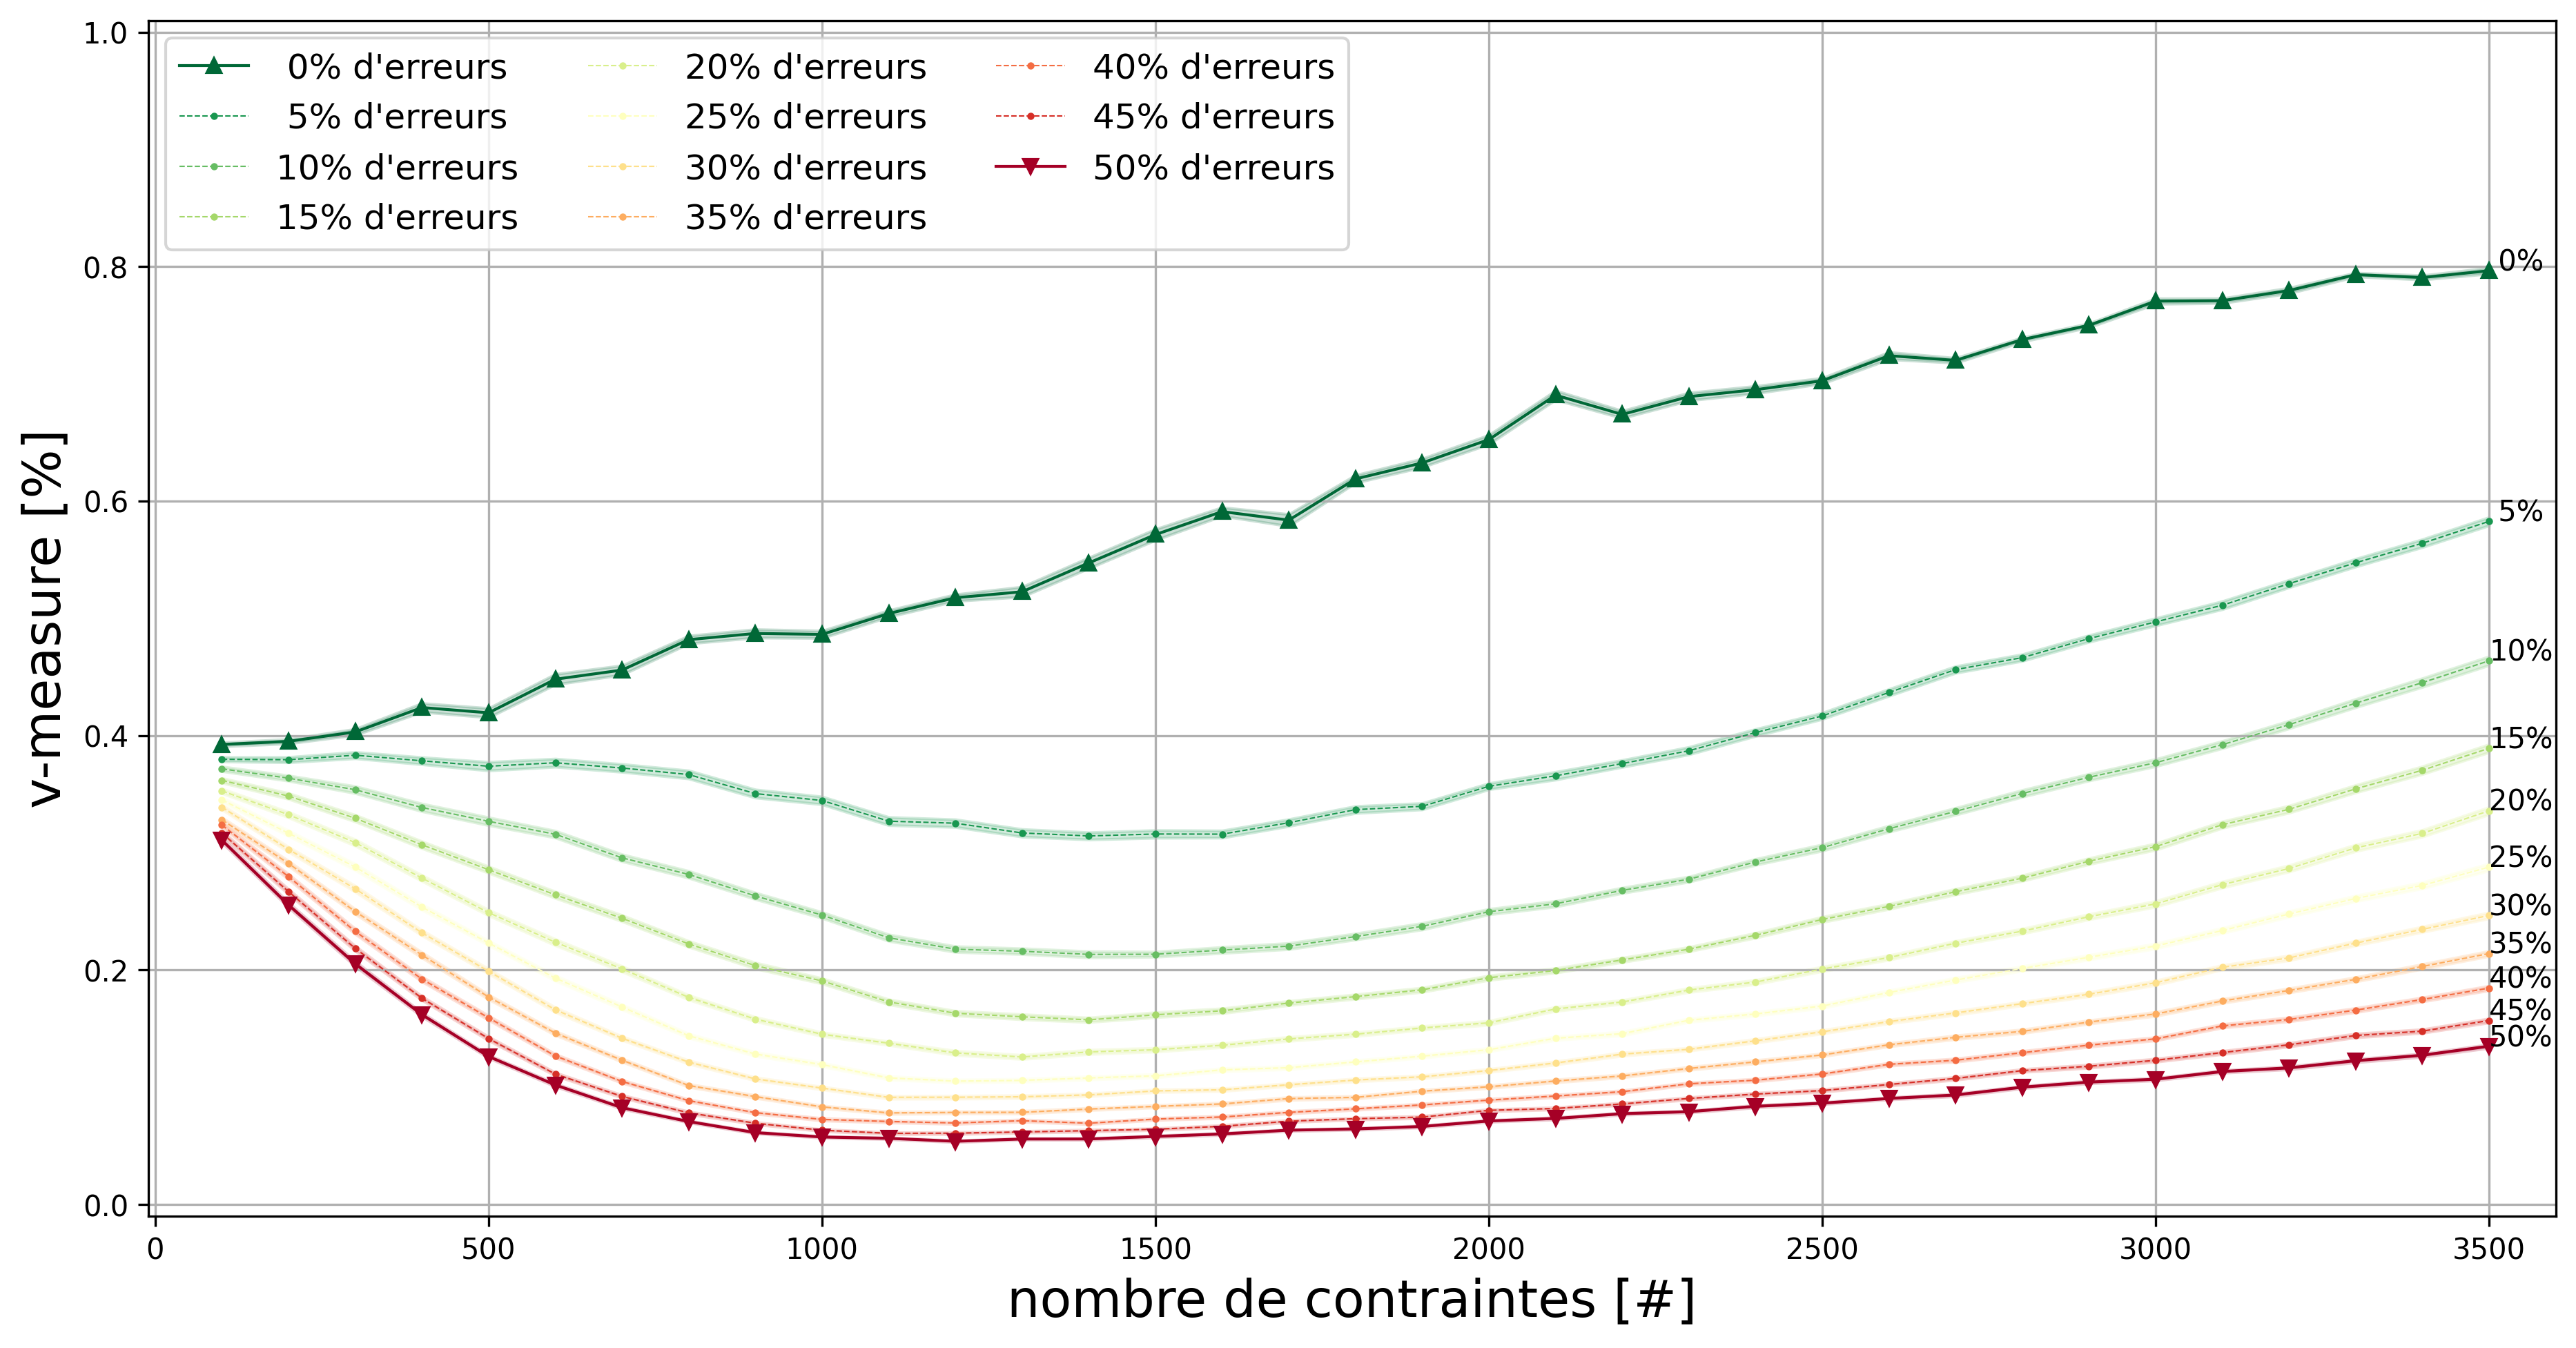 v-measure [%]
1.0
0.8
0.6
0.4
0.2
0.0
0% d'erreurs
5% d'erreurs
10% d'erreurs
15% d'erreurs
20% d'erreurs
25% d'erreurs
30% d'erreurs
35% d'erreurs
40% d'erreurs
45% d'erreurs
50% d'erreurs
0%
5%
10%
15%
20%
25%
30%
35%
40%
45%
50%
0 500 1000 1500 2000 2500 3000 3500
nombre de contraintes [#]